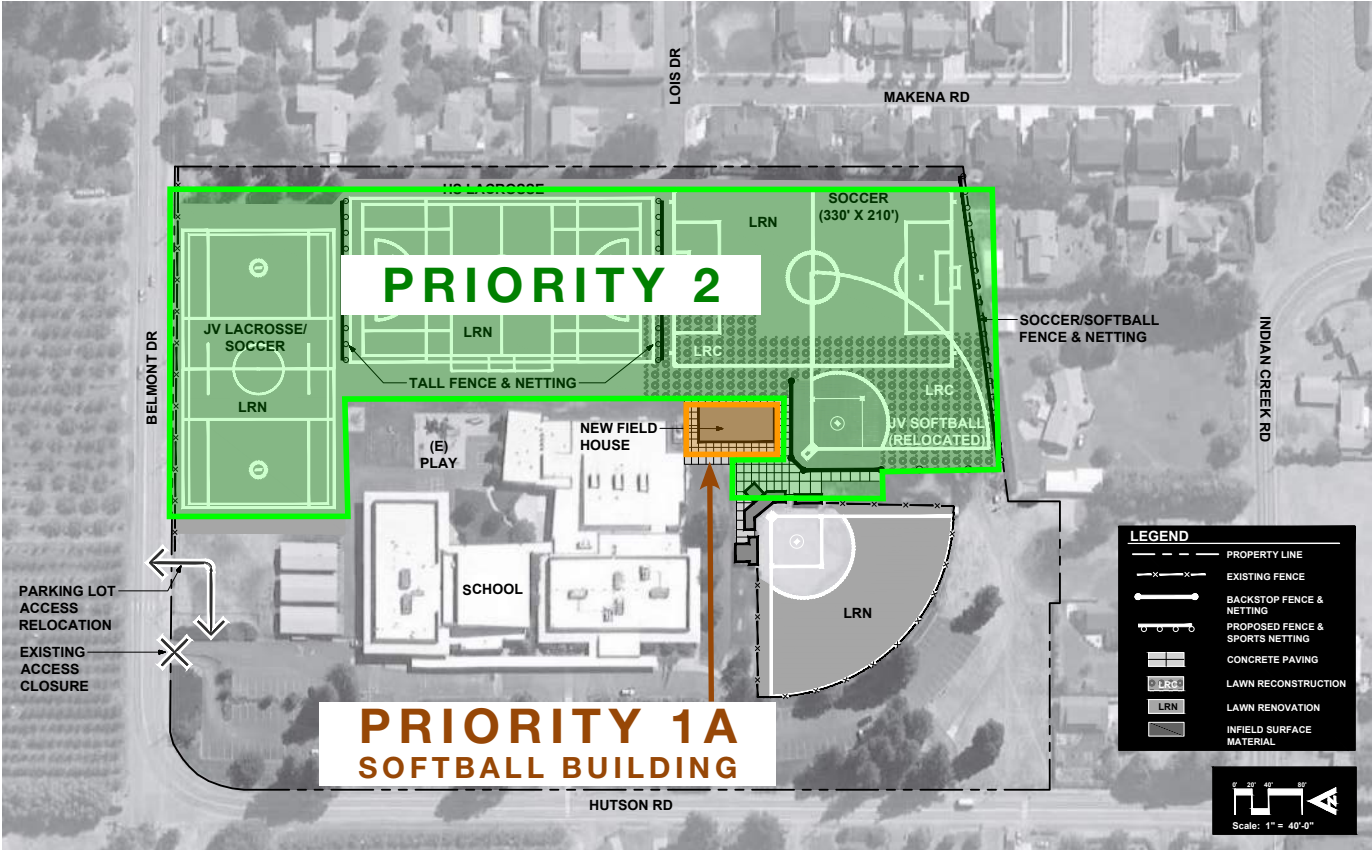 LOIS DR
MAKENA RD
HS LACROSSE
SOCCER
(330' X 210')
LRN
PRIORITY 2
JV LACROSSE/
SOCCER
LRN
LRN
LRC
TALL FENCE & NETTING
SOCCER/SOFTBALL
FENCE & NETTING
BELMONT DR
INDIAN CREEK RD
LRC
JV SOFTBALL
(RELOCATED)
NEW FIELD
HOUSE
(E)
PLAY
SCHOOL
LRN
PARKING LOT
ACCESS
RELOCATION
EXISTING
ACCESS
CLOSURE
PRIORITY 1A
SOFTBALL BUILDING
HUTSON RD
LEGEND
PROPERTY LINE
EXISTING FENCE
BACKSTOP FENCE &
NETTING
PROPOSED FENCE &
SPORTS NETTING
CONCRETE PAVING
LRC
LAWN RECONSTRUCTION
LRN
LAWN RENOVATION
INFIELD SURFACE
MATERIAL
0' 20' 40' 80'
N
Scale: 1" = 40'-0"